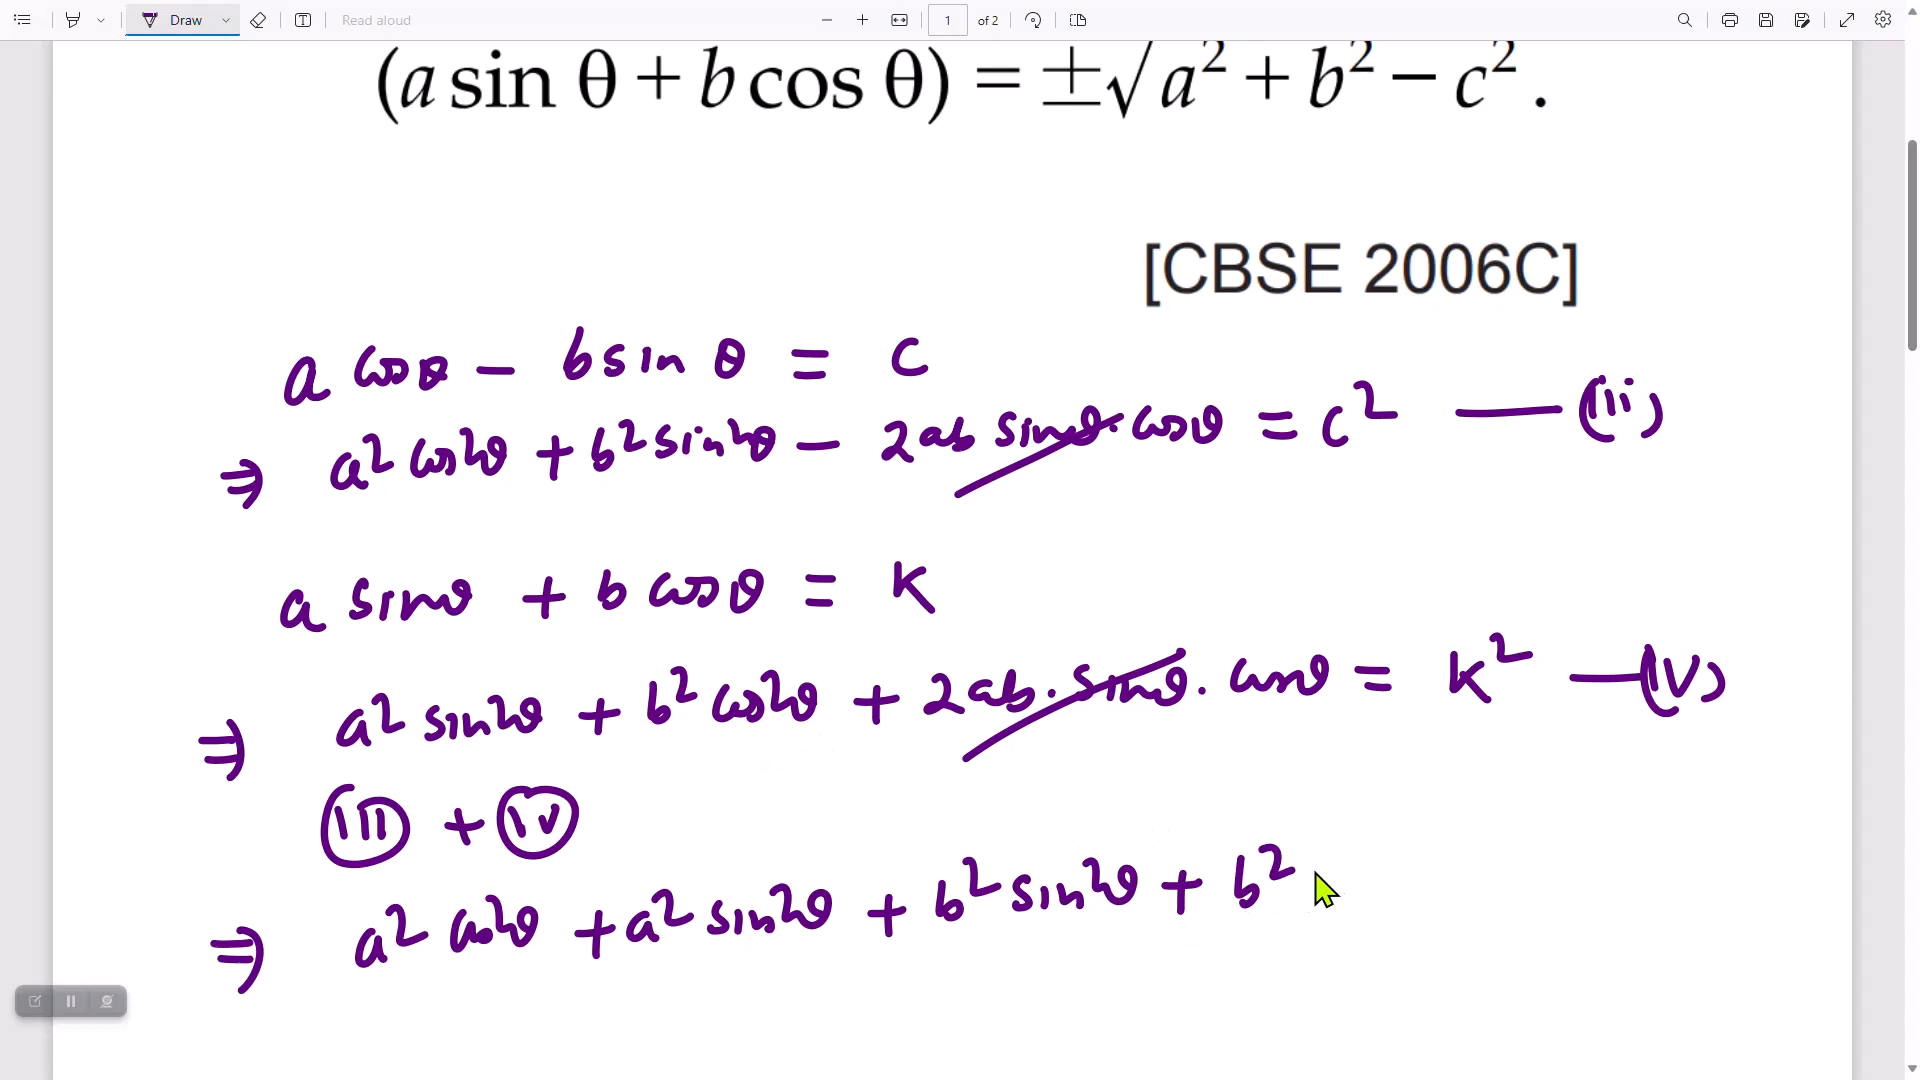 Draw Read aloud 1 of 2
(a sin θ + b cos θ) = ±√a² + b² − c² .
[CBSE 2006C]
a cosθ − b sin θ = c
⇒ a² cos²θ + b² sin²θ − 2ab sinθ · cosθ = c² — (iii)
a sinθ + b cosθ = K
⇒ a² sin²θ + b² cos²θ + 2ab · sinθ · cosθ = K² — (iv)
(III) + (IV)
⇒ a² cos²θ + a² sin²θ + b² sin²θ + b²